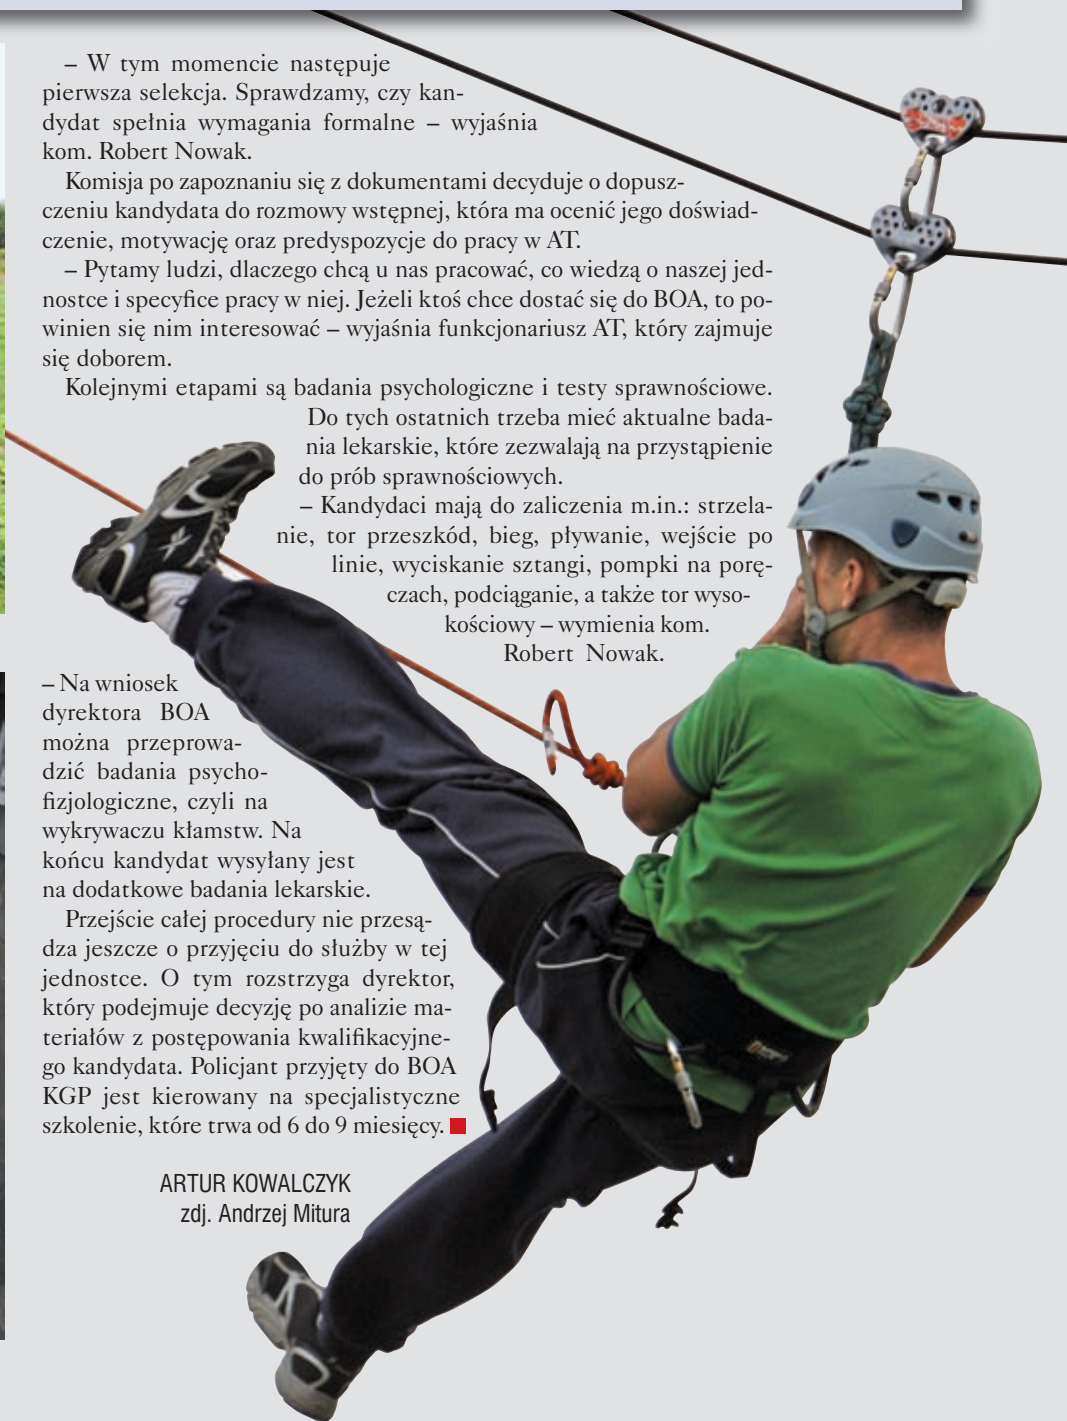 – W tym momencie następuje
pierwsza selekcja. Sprawdzamy, czy kan-
dydat spełnia wymagania formalne – wyjaśnia
kom. Robert Nowak.
Komisja po zapoznaniu się z dokumentami decyduje o dopusz-
czeniu kandydata do rozmowy wstępnej, która ma ocenić jego doświad-
czenie, motywację oraz predyspozycje do pracy w AT.
– Pytamy ludzi, dlaczego chcą u nas pracować, co wiedzą o naszej jed-
nostce i specyfice pracy w niej. Jeżeli ktoś chce dostać się do BOA, to po-
winien się nim interesować – wyjaśnia funkcjonariusz AT, który zajmuje
się doborem.
Kolejnymi etapami są badania psychologiczne i testy sprawnościowe.
Do tych ostatnich trzeba mieć aktualne bada-
nia lekarskie, które zezwalają na przystąpienie
do prób sprawnościowych.
– Kandydaci mają do zaliczenia m.in.: strzela-
nie, tor przeszkód, bieg, pływanie, wejście po
linie, wyciskanie sztangi, pompki na porę-
czach, podciąganie, a także tor wyso-
kościowy – wymienia kom.
Robert Nowak.
– Na wniosek
dyrektora BOA
można przeprowa-
dzić badania psycho-
fizjologiczne, czyli na
wykrywaczu kłamstw. Na
końcu kandydat wysyłany jest
na dodatkowe badania lekarskie.
Przejście całej procedury nie przesą-
dza jeszcze o przyjęciu do służby w tej
jednostce. O tym rozstrzyga dyrektor,
który podejmuje decyzję po analizie ma-
teriałów z postępowania kwalifikacyjne-
go kandydata. Policjant przyjęty do BOA
KGP jest kierowany na specjalistyczne
szkolenie, które trwa od 6 do 9 miesięcy.
ARTUR KOWALCZYK
zdj. Andrzej Mitura